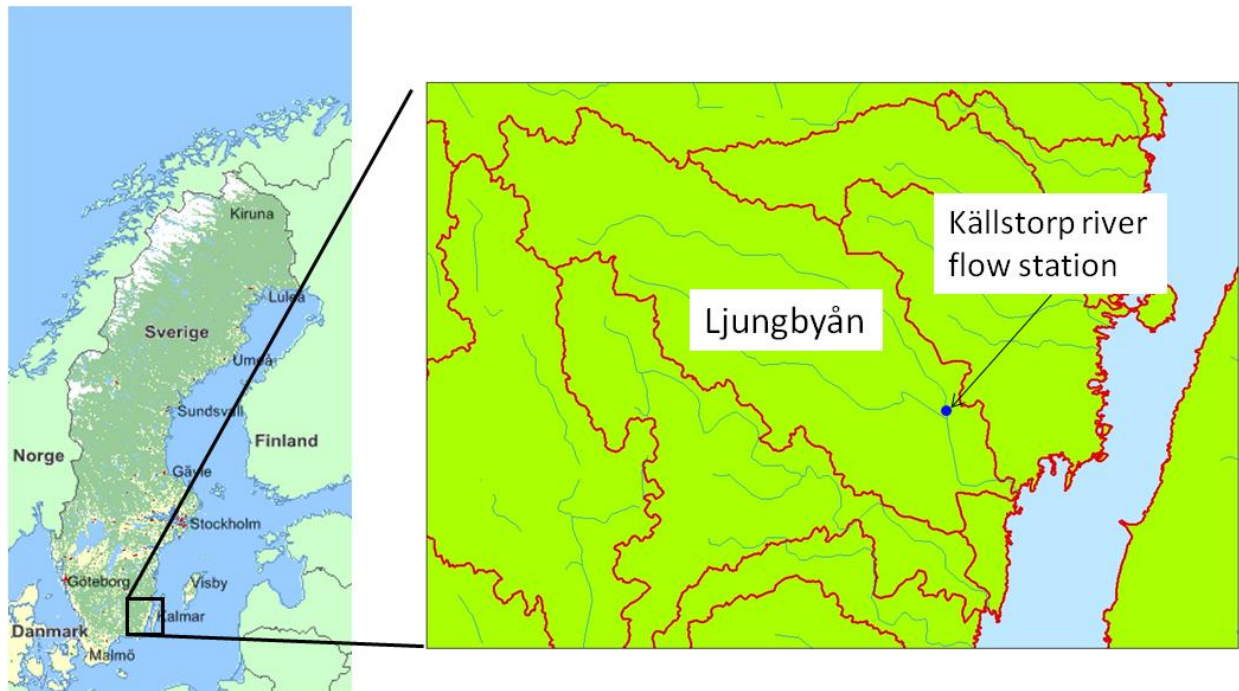 Kiruna
Luleå
Sverige
Umeå
Sundsvall
Finland
Norge
Gävle
Stockholm
Göteborg
Visby
Kalmar
Danmark
Malmö
Källstorp river
flow station
Ljungbyån